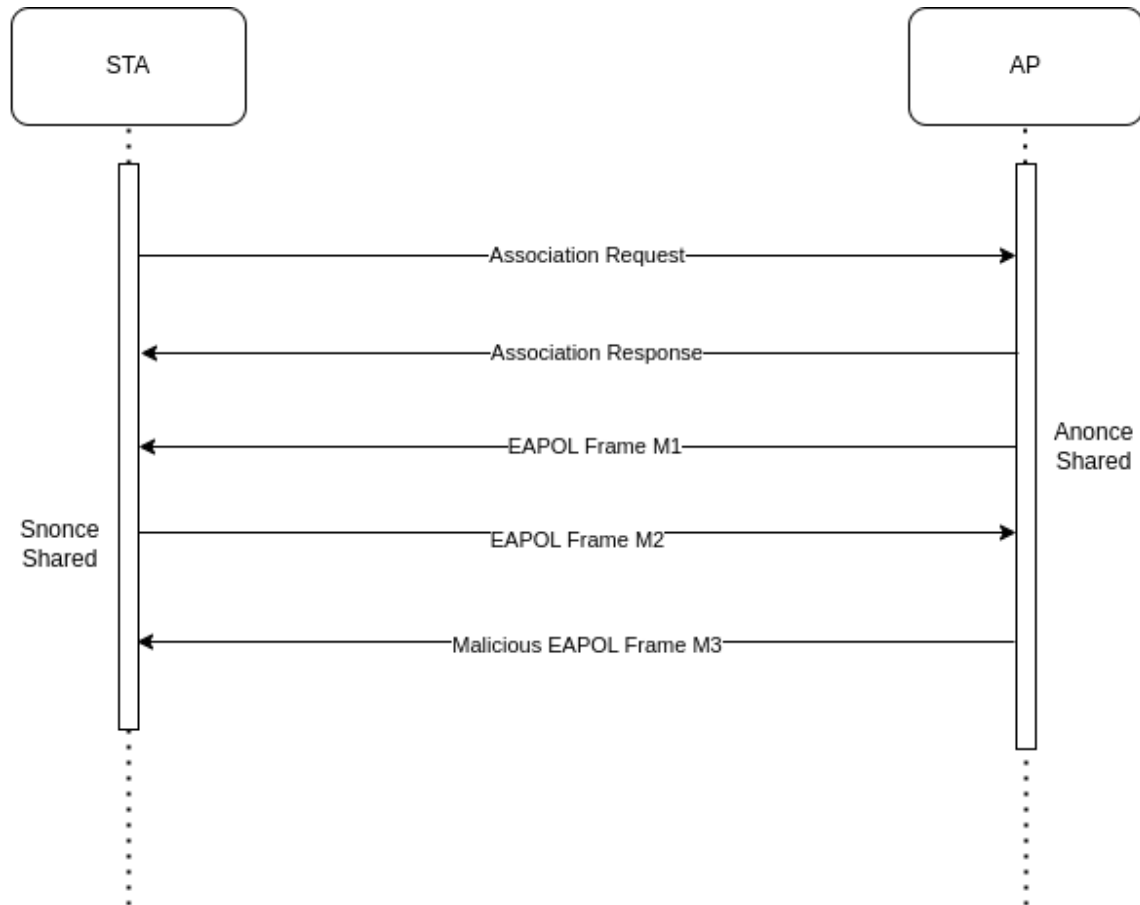 STA
AP
Association Request
Association Response
EAPOL Frame M1
Anonce
Shared
Snonce
Shared
EAPOL Frame M2
Malicious EAPOL Frame M3